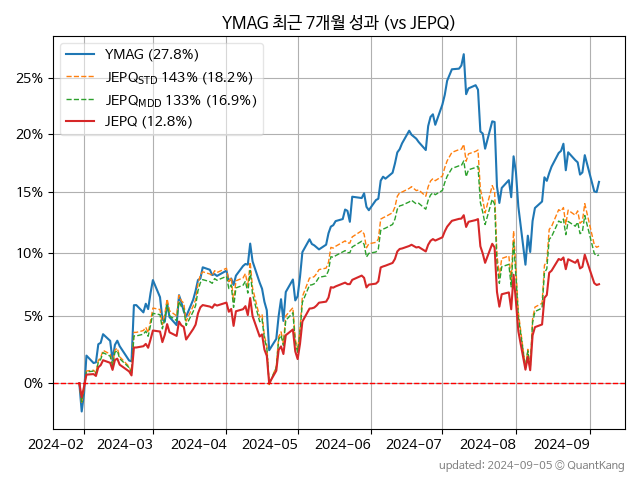 YMAG 최근 7개월 성과 (vs JEPQ)
YMAG (27.8%)
JEPQSTD 143% (18.2%)
JEPQMDD 133% (16.9%)
JEPQ (12.8%)
25%
20%
15%
10%
5%
0%
2024-02 2024-03 2024-04 2024-05 2024-06 2024-07 2024-08 2024-09
updated: 2024-09-05 © QuantKang